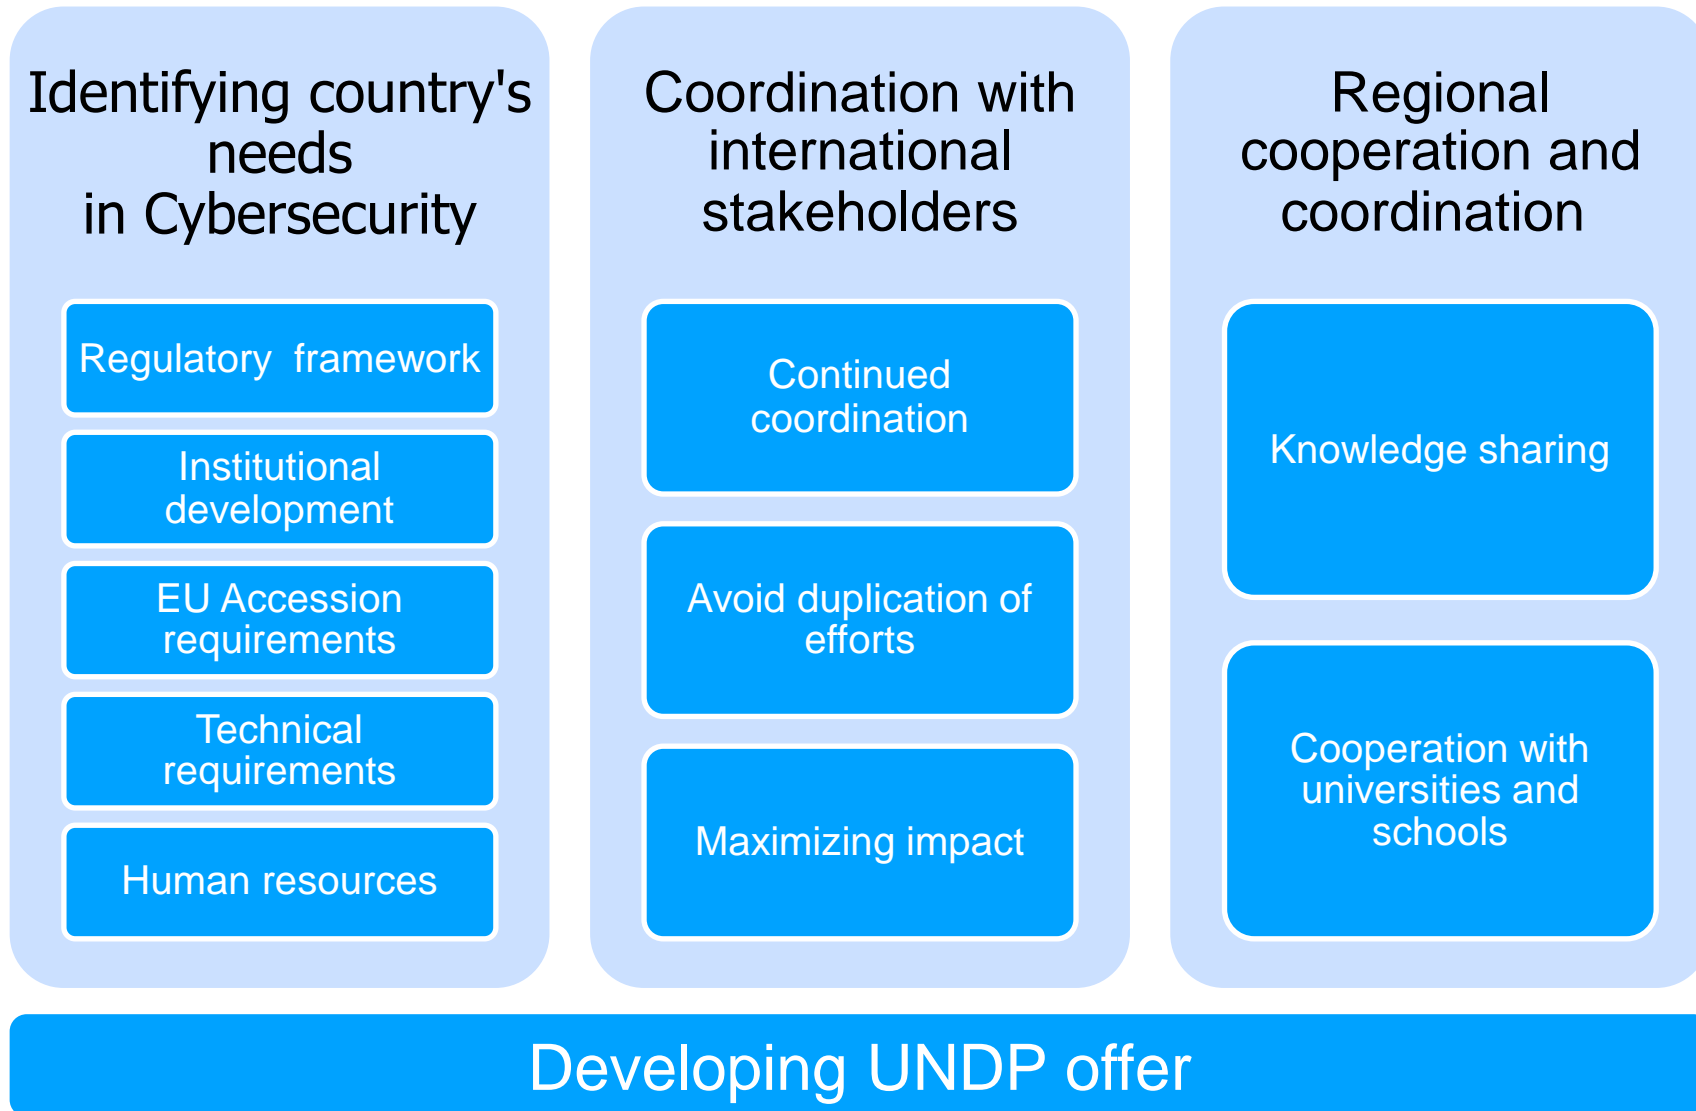 Identifying country's
needs
in Cybersecurity
Regulatory  framework
Institutional
development
EU Accession
requirements
Technical
requirements
Human resources
Coordination with
international
stakeholders
Continued
coordination
Avoid duplication of
efforts
Maximizing impact
Regional
cooperation and
coordination
Knowledge sharing
Cooperation with
universities and
schools
Developing UNDP offer